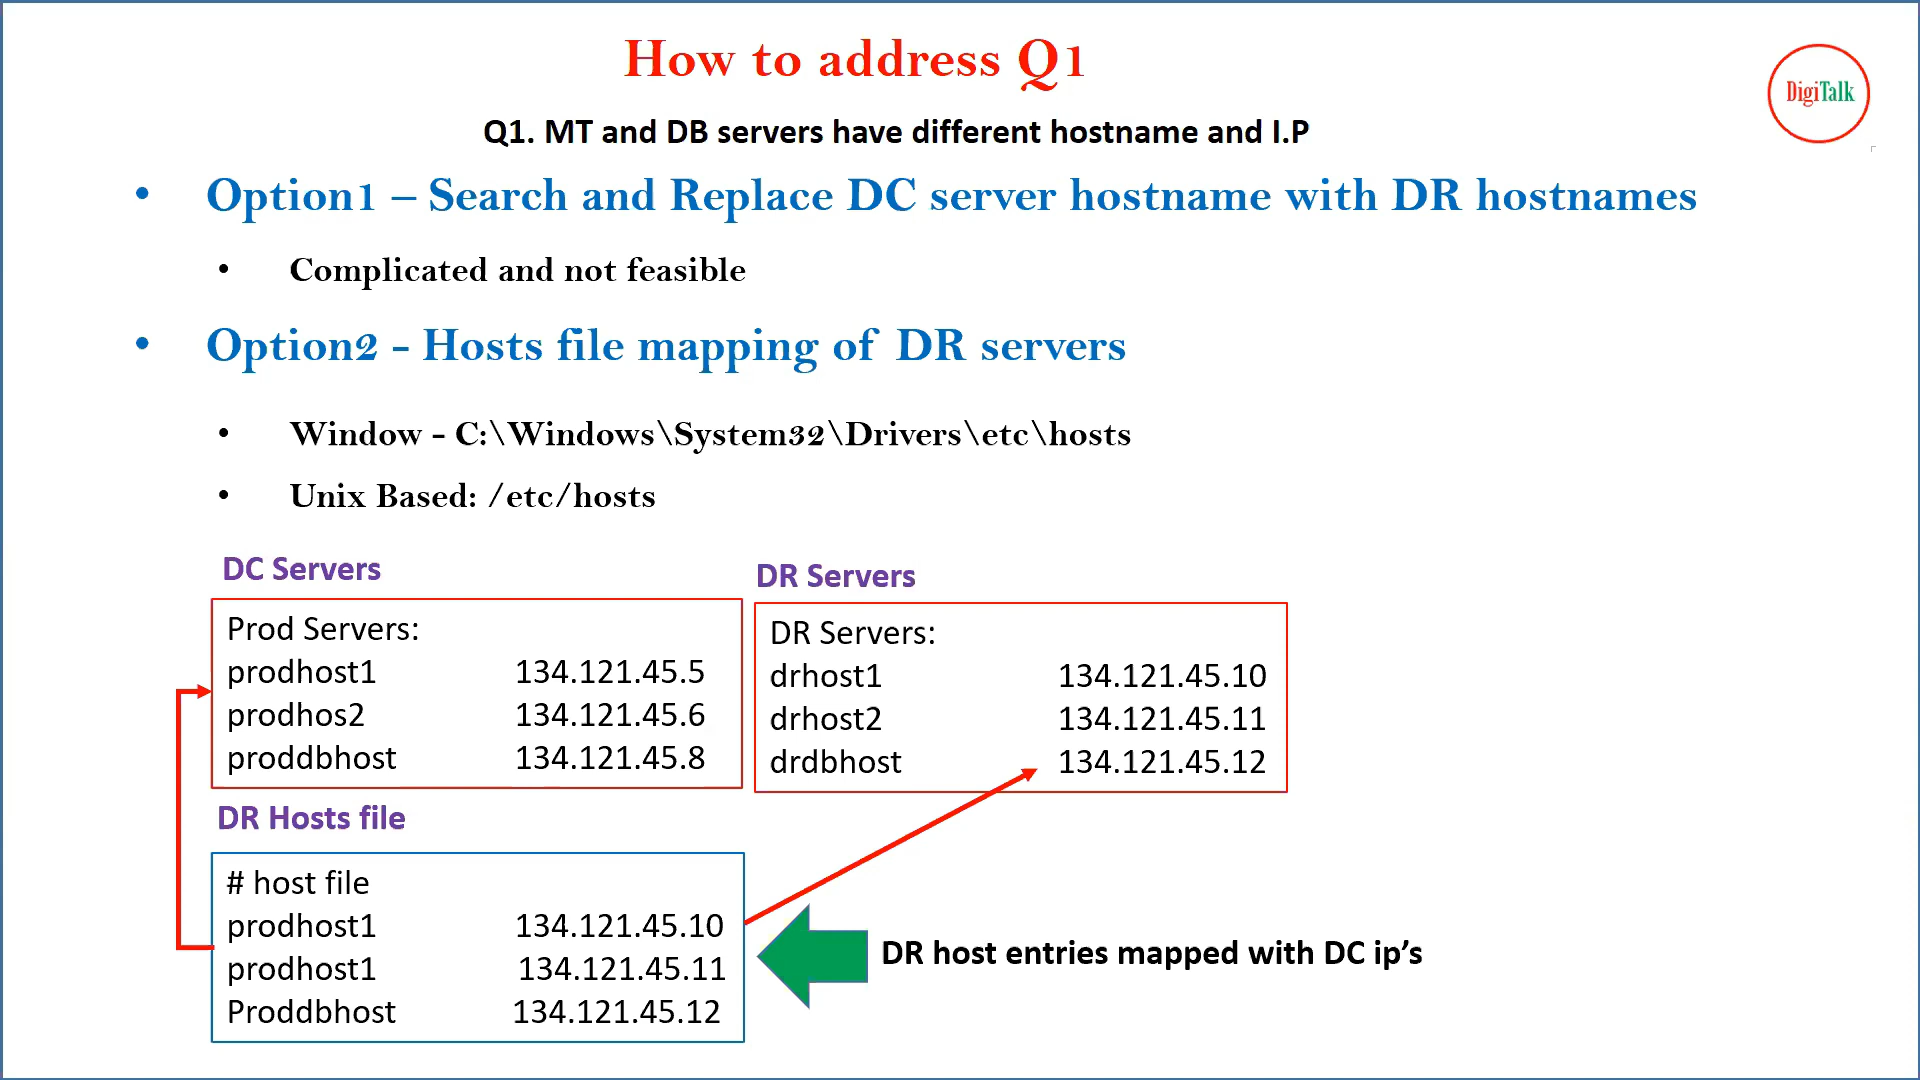 How to address Q1
DigiTalk
Q1. MT and DB servers have different hostname and I.P
• Option1 – Search and Replace DC server hostname with DR hostnames
• Complicated and not feasible
• Option2 - Hosts file mapping of DR servers
• Window - C:\Windows\System32\Drivers\etc\hosts
• Unix Based: /etc/hosts
DC Servers
Prod Servers:
prodhost1 134.121.45.5
prodhos2 134.121.45.6
proddbhost 134.121.45.8
DR Servers
DR Servers:
drhost1 134.121.45.10
drhost2 134.121.45.11
drdbhost 134.121.45.12
DR Hosts file
# host file
prodhost1 134.121.45.10
prodhost1 134.121.45.11
Proddbhost 134.121.45.12
DR host entries mapped with DC ip’s